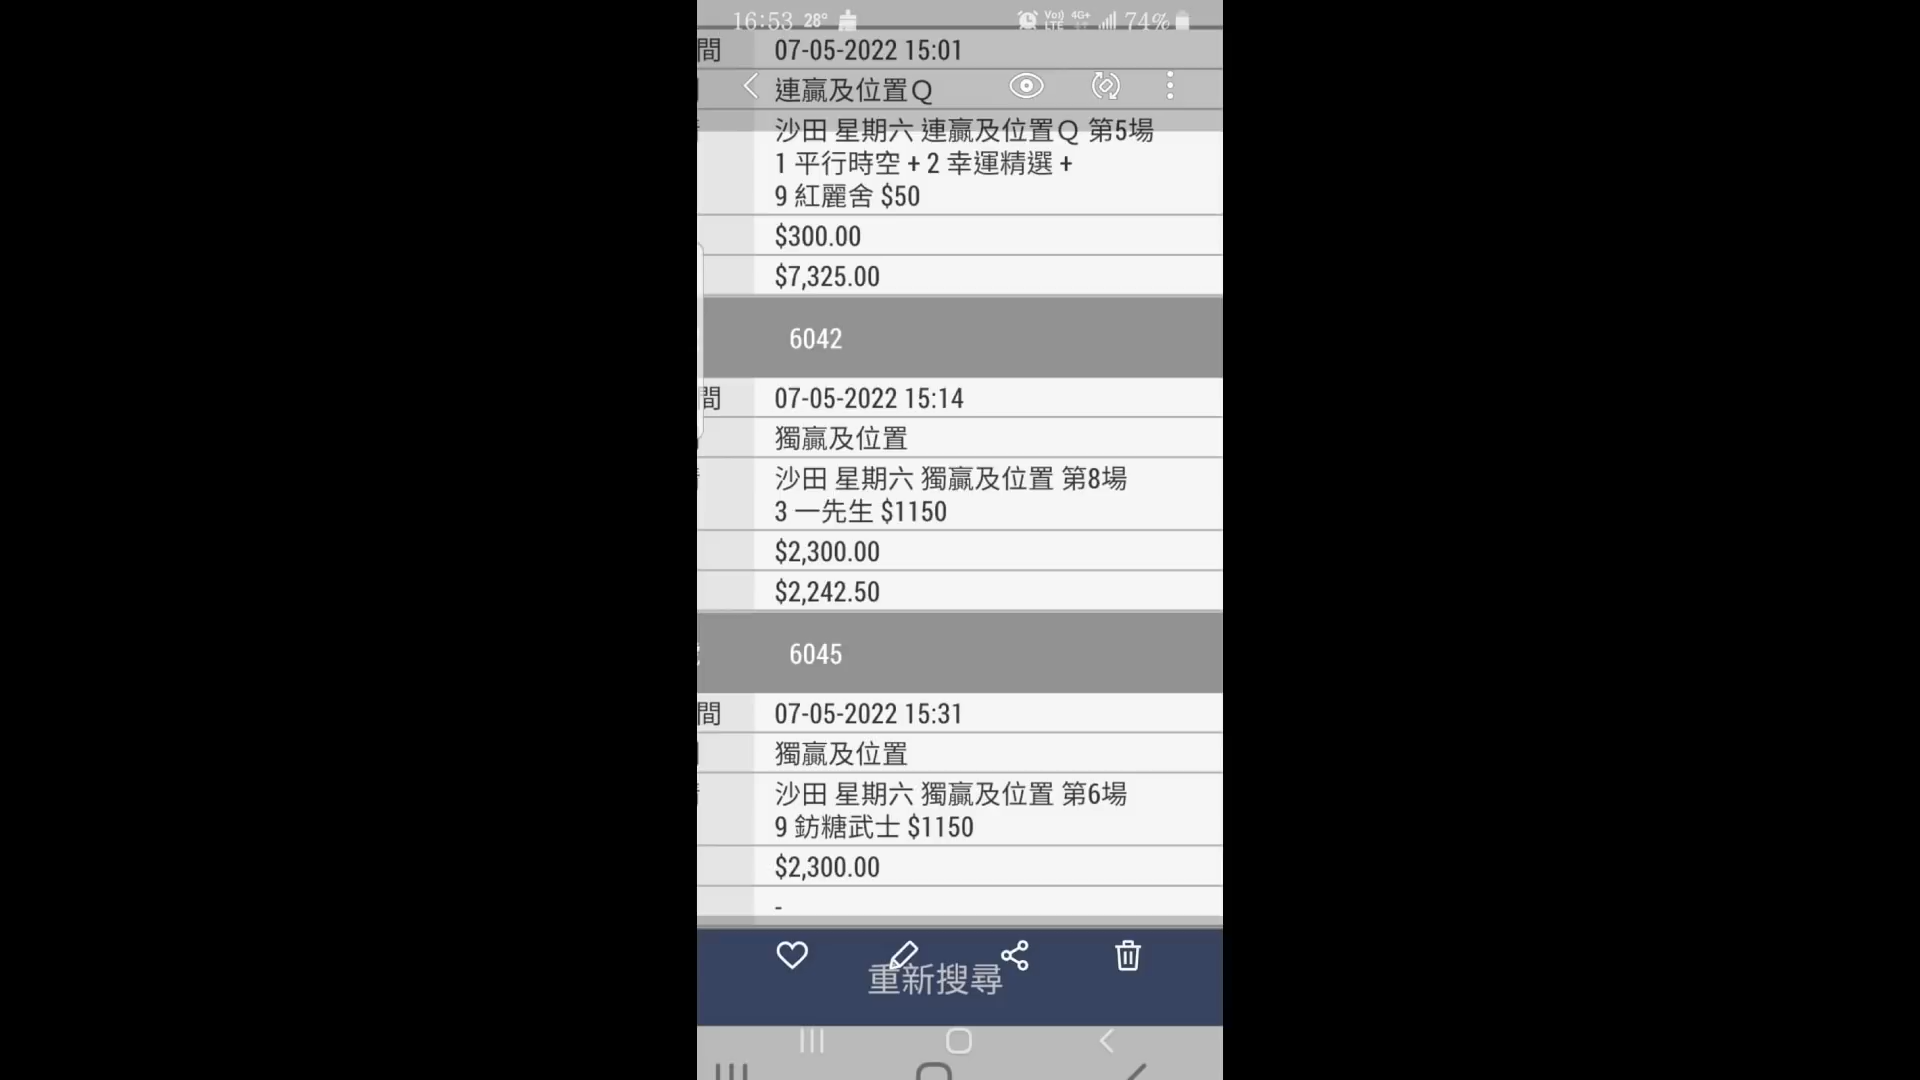 16:53 28° 74%
間 07-05-2022 15:01
連贏及位置Q
沙田 星期六 連贏及位置Q 第5場
1 平行時空 + 2 幸運精選 +
9 紅麗舍 $50
$300.00
$7,325.00
6042
間 07-05-2022 15:14
獨贏及位置
沙田 星期六 獨贏及位置 第8場
3 一先生 $1150
$2,300.00
$2,242.50
6045
間 07-05-2022 15:31
獨贏及位置
沙田 星期六 獨贏及位置 第6場
9 鈁糖武士 $1150
$2,300.00
-
重新搜尋